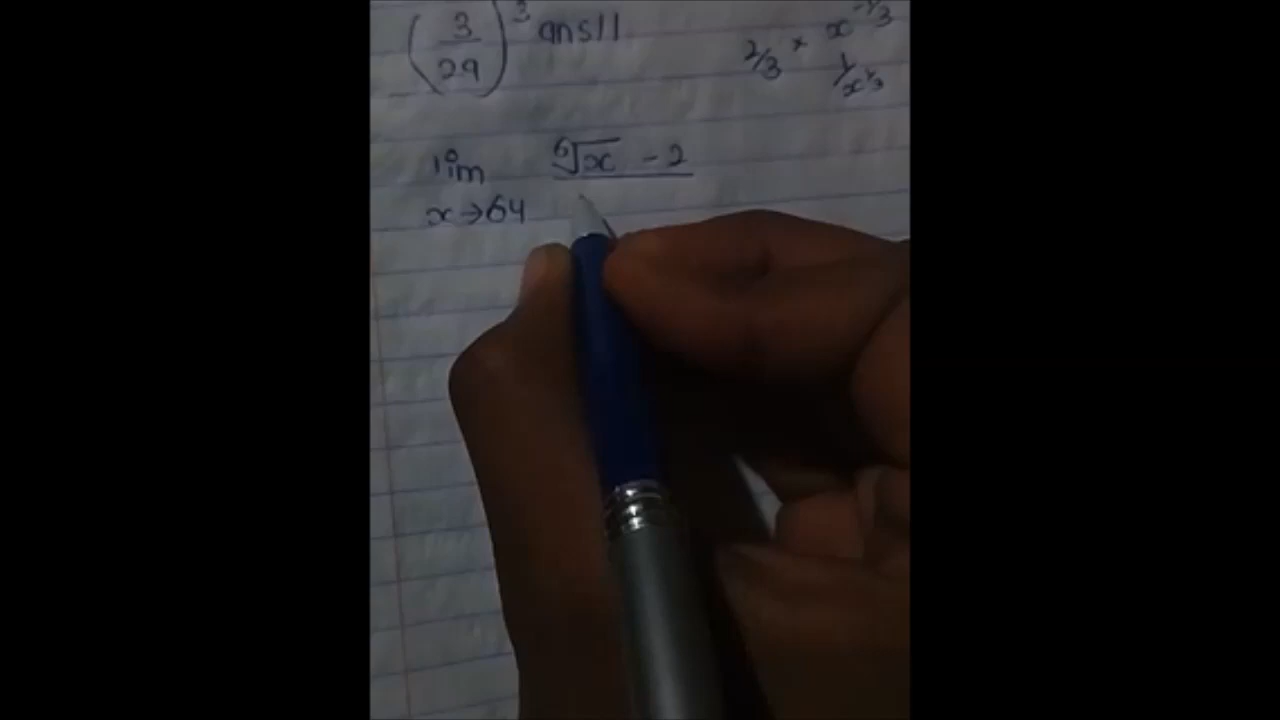 (3/29)^3 ans//
2/3 × x^-1/3
1/x^1/3
lim ⁶√x - 2
x→64